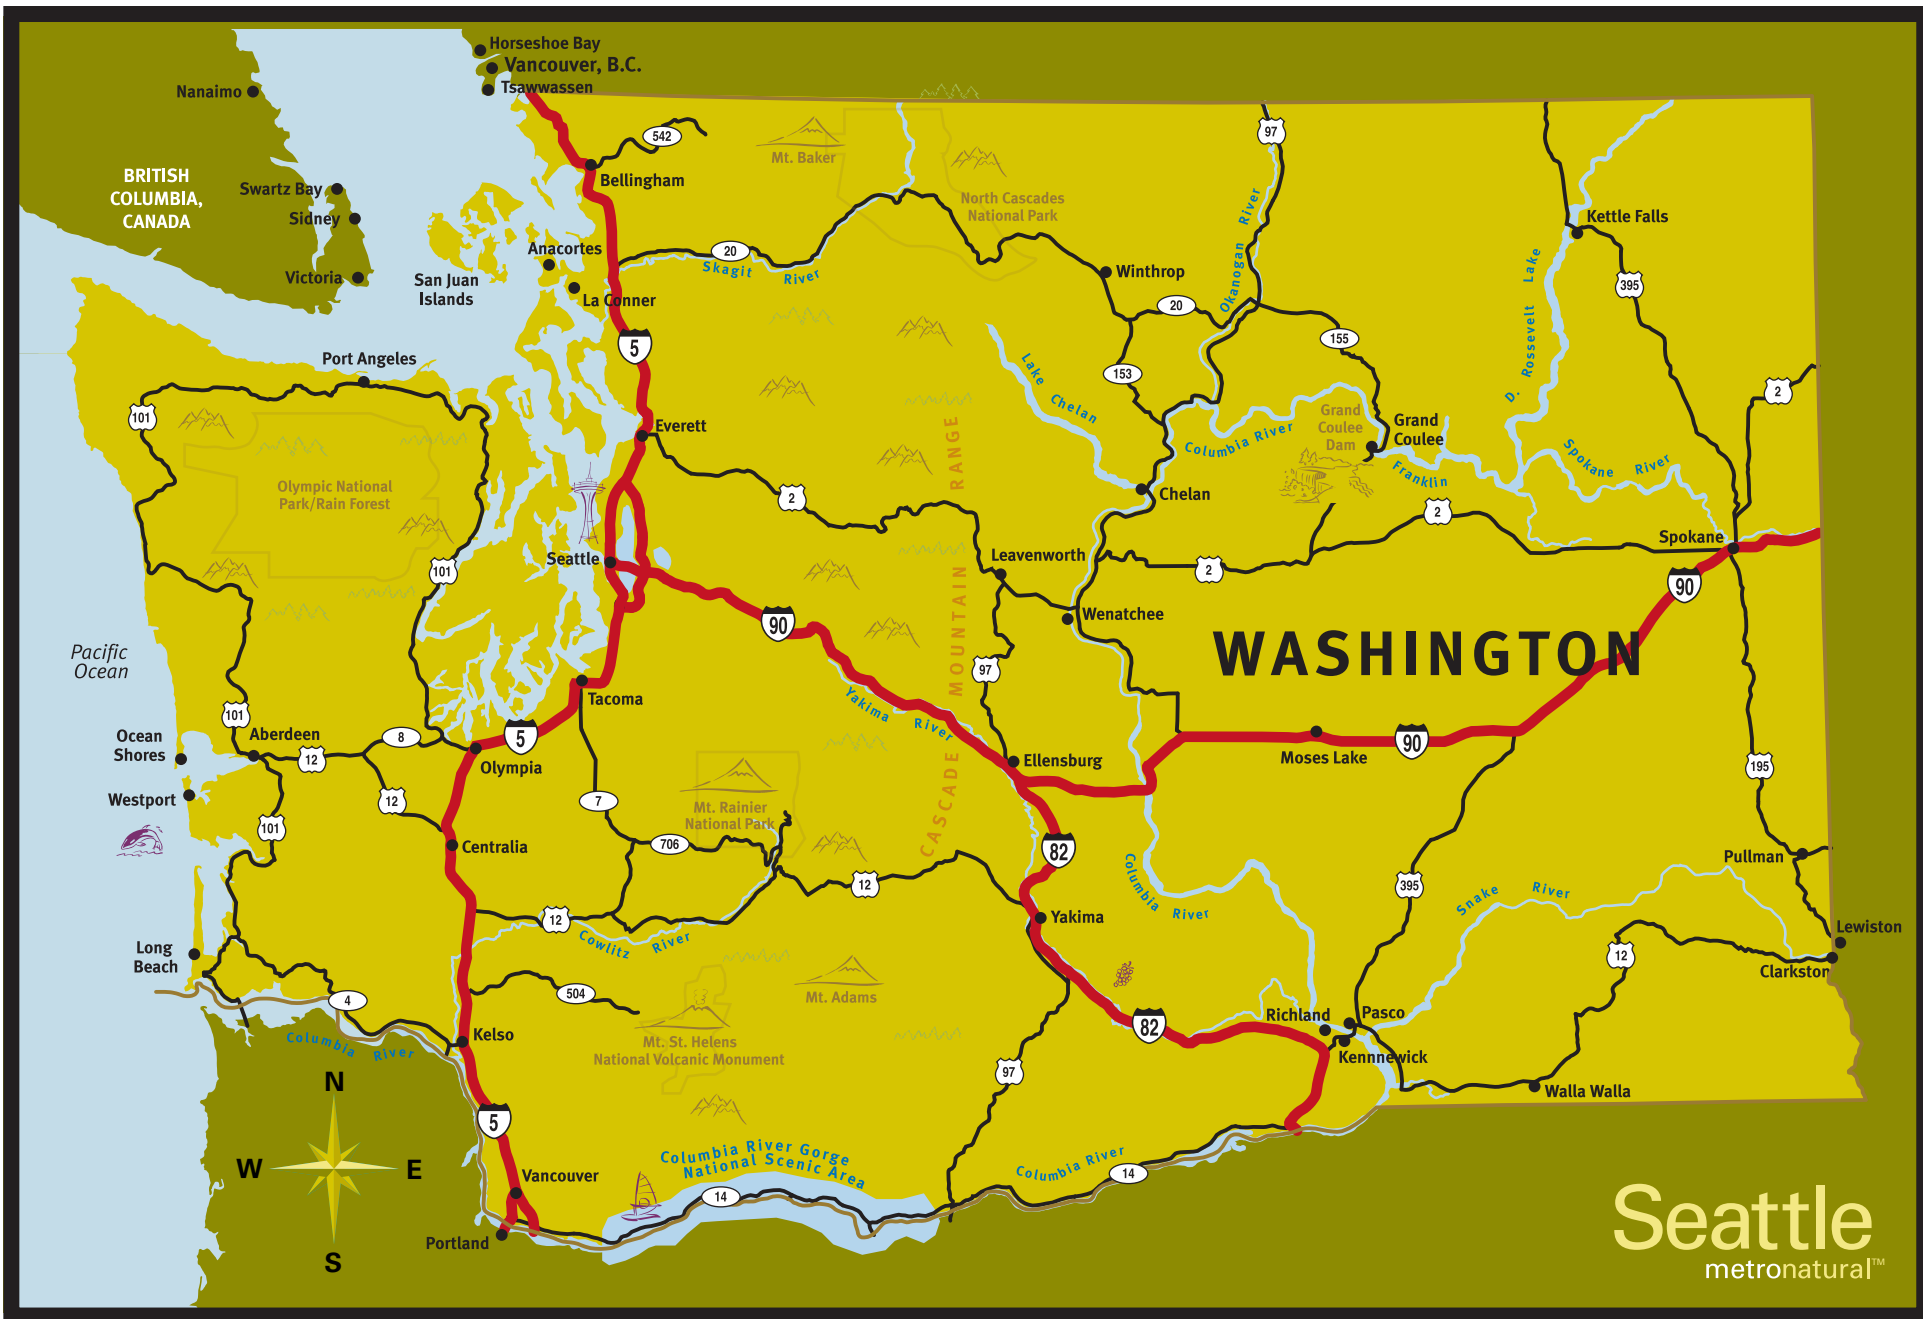 Horseshoe Bay
Vancouver, B.C.
Tsawwassen
Nanaimo
BRITISH
COLUMBIA,
CANADA
Swartz Bay
Sidney
Victoria
542
Bellingham
Mt. Baker
North Cascades
National Park
97
Okanogan River
Kettle Falls
395
D. Rossevelt Lake
Anacortes
San Juan
Islands
La Conner
20
Skagit River
Winthrop
20
155
153
5
2
Port Angeles
101
Everett
Lake Chelan
Columbia River
Grand
Coulee
Dam
Grand
Coulee
Franklin
Spokane River
Olympic National
Park/Rain Forest
2
Chelan
2
Spokane
101
Seattle
Leavenworth
2
90
90
Wenatchee
WASHINGTON
CASCADE MOUNTAIN RANGE
Pacific
Ocean
97
Tacoma
Yakima River
101
Ocean
Shores
Aberdeen
8
12
5
Olympia
Ellensburg
Moses Lake
90
195
Westport
12
7
Mt. Rainier
National Park
101
Centralia
706
82
Columbia River
Pullman
12
395
Snake River
12
Yakima
Cowlitz River
Lewiston
Long
Beach
12
Clarkston
4
504
Mt. Adams
Richland
Pasco
82
Kennnewick
Columbia River
Kelso
Mt. St. Helens
National Volcanic Monument
97
Walla Walla
N
W
E
S
5
Columbia River Gorge
National Scenic Area
Columbia River
14
Vancouver
14
Portland
Seattle
metronatural™